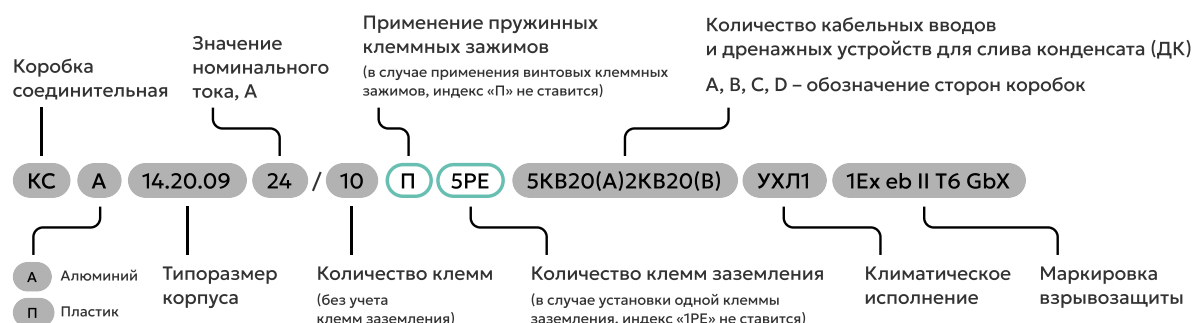 Коробка
соединительная
Значение
номинального
тока, А
Применение пружинных
клеммных зажимов
(в случае применения винтовых клеммных
зажимов, индекс «П» не ставится)
Количество кабельных вводов
и дренажных устройств для слива конденсата (ДК)
A, B, C, D – обозначение сторон коробок
КС А 14.20.09 24 / 10 П 5PE 5КВ20(A)2КВ20(B) УХЛ1 1Ex eb II T6 GbX
А Алюминий
П Пластик
Типоразмер
корпуса
Количество клемм
(без учета
клемм заземления)
Количество клемм заземления
(в случае установки одной клеммы
заземления, индекс «1PE» не ставится)
Климатическое
исполнение
Маркировка
взрывозащиты